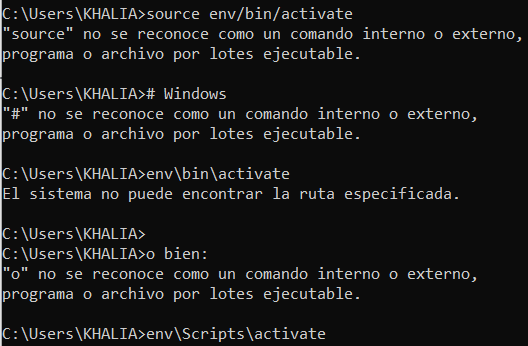 C:\Users\KHALIA>source env/bin/activate
"source" no se reconoce como un comando interno o externo,
programa o archivo por lotes ejecutable.
C:\Users\KHALIA># Windows
"#" no se reconoce como un comando interno o externo,
programa o archivo por lotes ejecutable.
C:\Users\KHALIA>env\bin\activate
El sistema no puede encontrar la ruta especificada.
C:\Users\KHALIA>
C:\Users\KHALIA>o bien:
"o" no se reconoce como un comando interno o externo,
programa o archivo por lotes ejecutable.
C:\Users\KHALIA>env\Scripts\activate